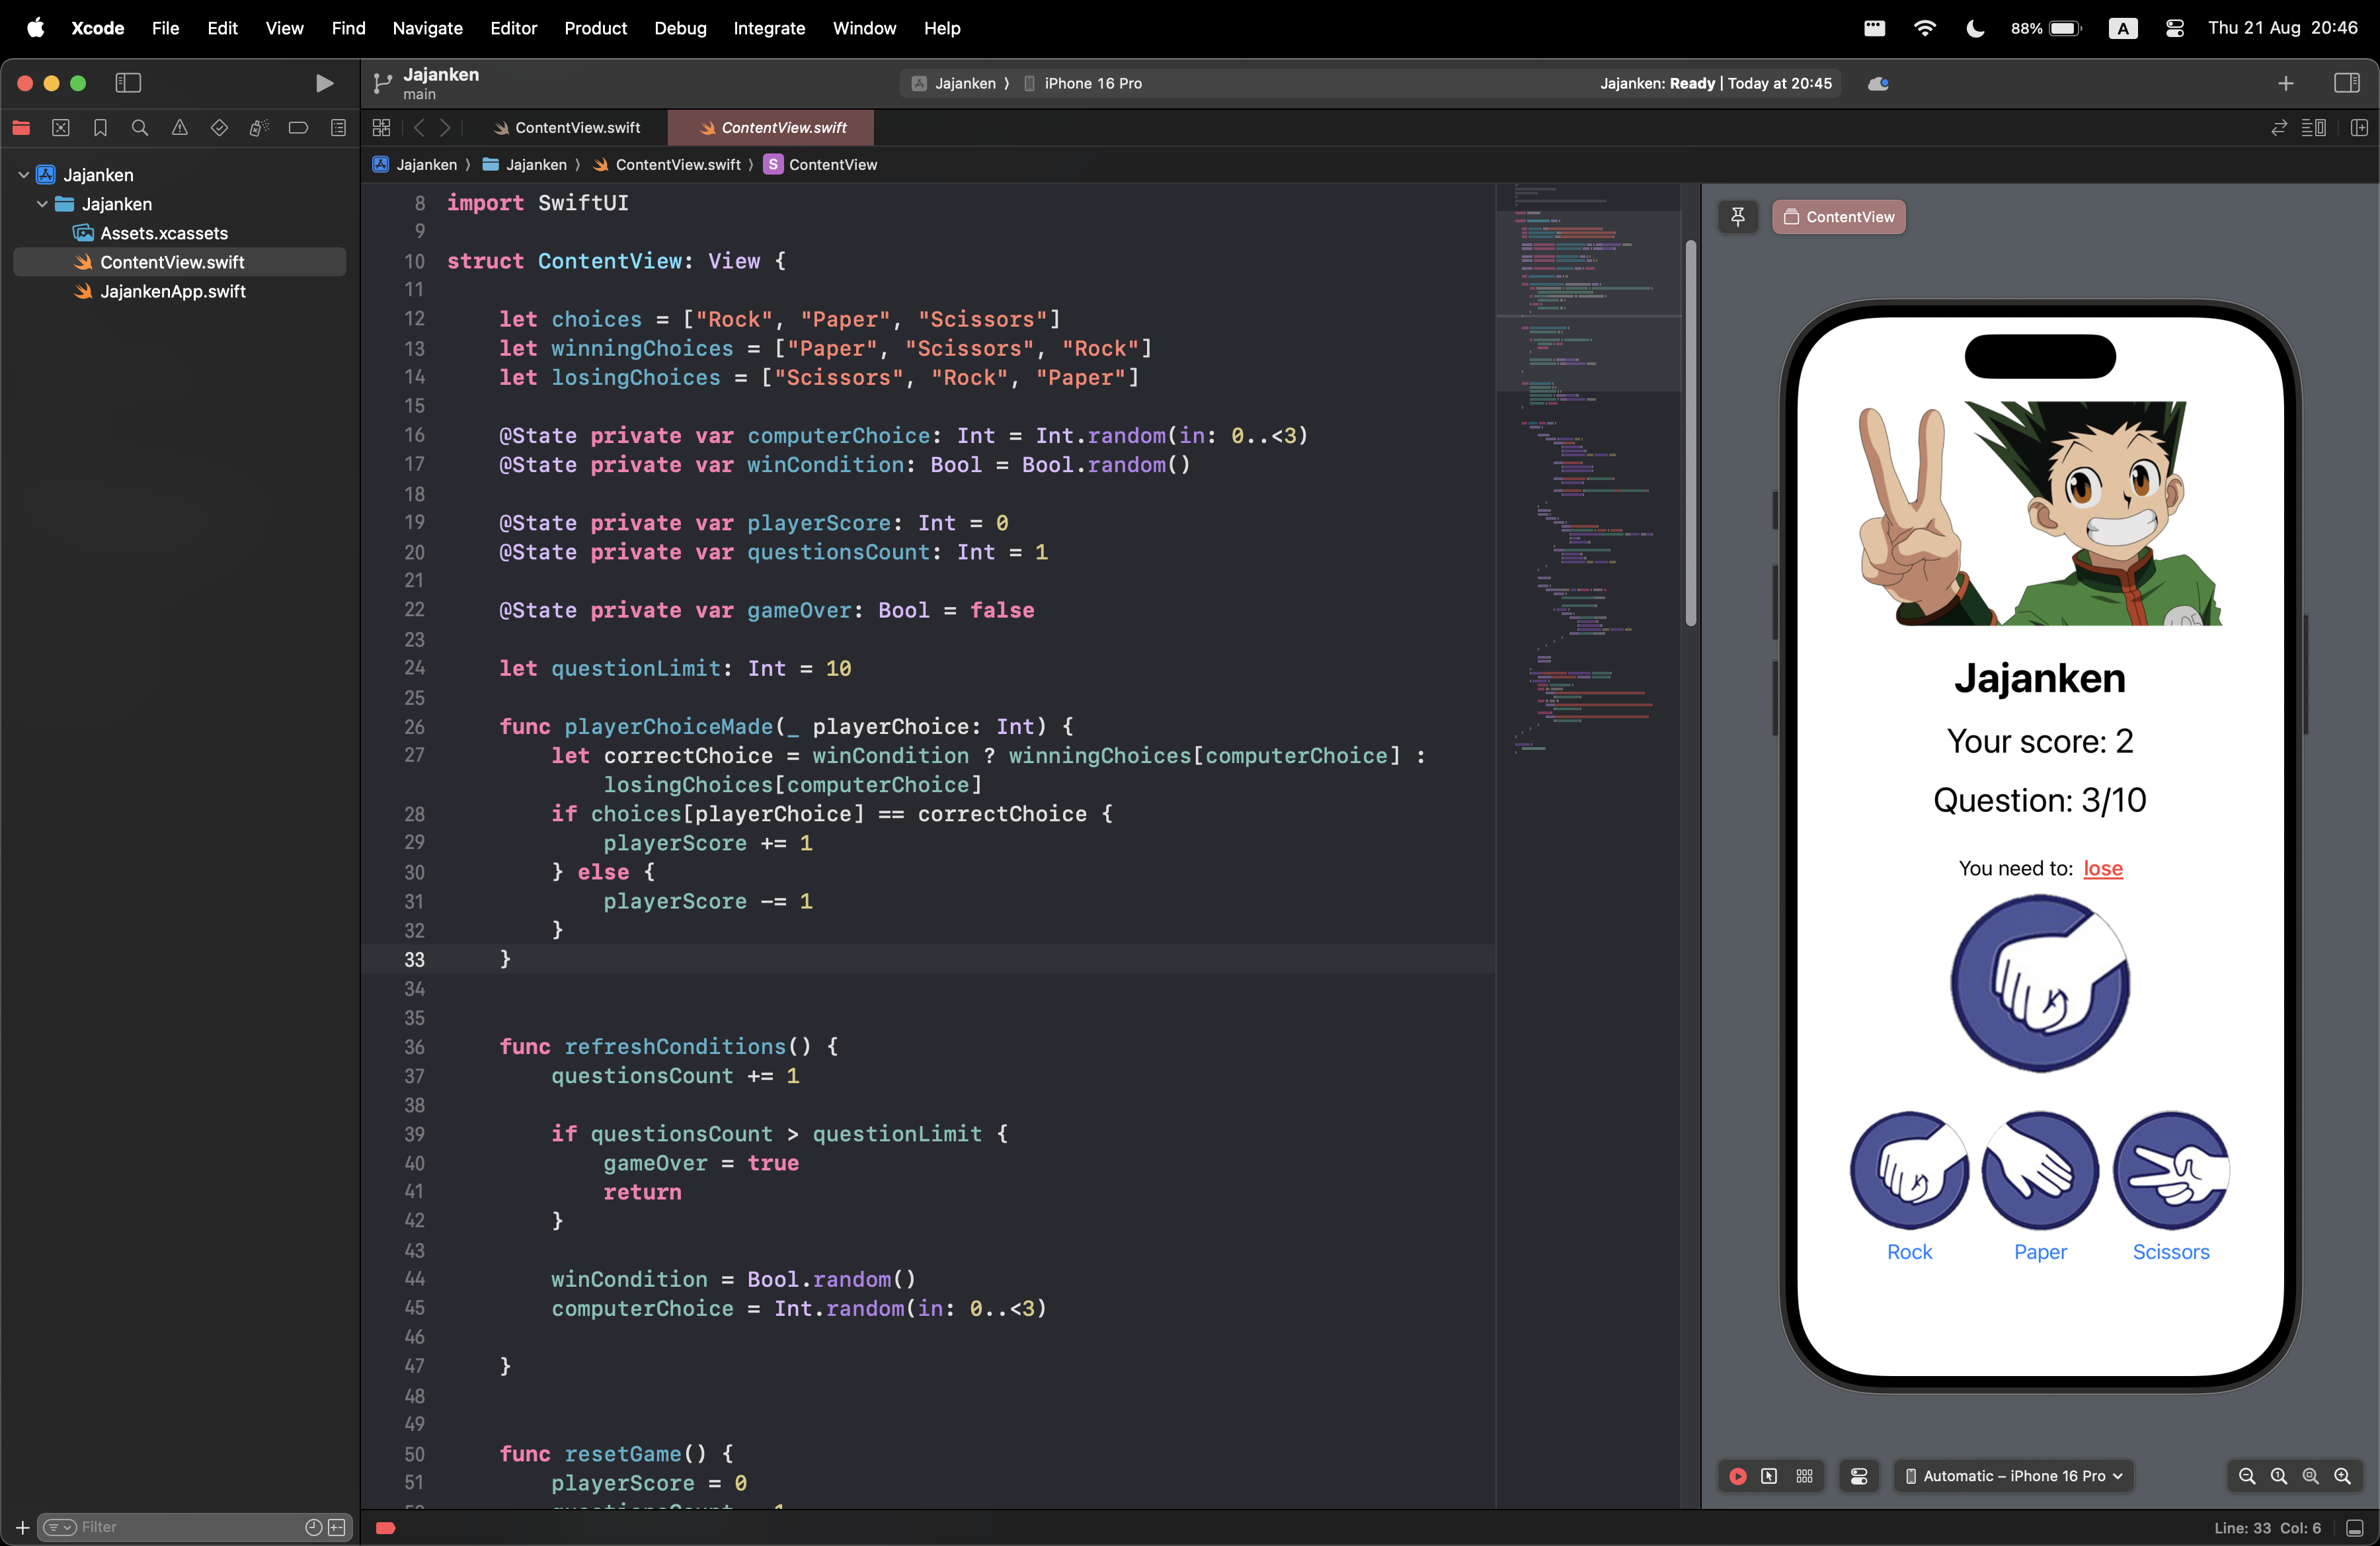 Xcode File Edit View Find Navigate Editor Product Debug Integrate Window Help 88% A Thu 21 Aug 20:46
Jajanken
main
Jajanken 〉 iPhone 16 Pro
Jajanken: Ready | Today at 20:45
ContentView.swift
ContentView.swift
Jajanken 〉 Jajanken 〉 ContentView.swift 〉 S ContentView
Jajanken
Jajanken
Assets.xcassets
ContentView.swift
JajankenApp.swift
Filter
8 import SwiftUI
9
10 struct ContentView: View {
11
12 let choices = ["Rock", "Paper", "Scissors"]
13 let winningChoices = ["Paper", "Scissors", "Rock"]
14 let losingChoices = ["Scissors", "Rock", "Paper"]
15
16 @State private var computerChoice: Int = Int.random(in: 0..<3)
17 @State private var winCondition: Bool = Bool.random()
18
19 @State private var playerScore: Int = 0
20 @State private var questionsCount: Int = 1
21
22 @State private var gameOver: Bool = false
23
24 let questionLimit: Int = 10
25
26 func playerChoiceMade(_ playerChoice: Int) {
27 let correctChoice = winCondition ? winningChoices[computerChoice] :
losingChoices[computerChoice]
28 if choices[playerChoice] == correctChoice {
29 playerScore += 1
30 } else {
31 playerScore -= 1
32 }
33 }
34
35
36 func refreshConditions() {
37 questionsCount += 1
38
39 if questionsCount > questionLimit {
40 gameOver = true
41 return
42 }
43
44 winCondition = Bool.random()
45 computerChoice = Int.random(in: 0..<3)
46
47 }
48
49
50 func resetGame() {
51 playerScore = 0
ContentView
Jajanken
Your score: 2
Question: 3/10
You need to: lose
Rock Paper Scissors
Automatic – iPhone 16 Pro
Line: 33 Col: 6